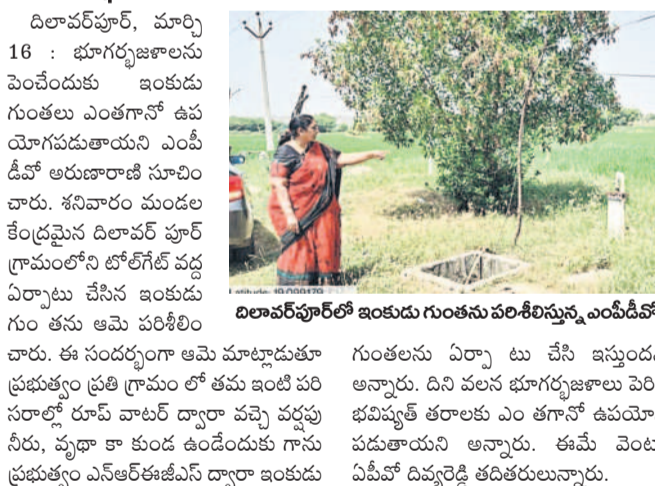 దిలావర్‌పూర్, మార్చి
16 : భూగర్భజలాలను
పెంచేందుకు ఇంకుడు
గుంతలు ఎంతగానో ఉప
యోగపడుతాయని ఎంపీ
డీవో అరుణారాణి సూచిం
చారు. శనివారం మండల
కేంద్రమైన దిలావర్ పూర్
గ్రామంలోని టోల్‌గేట్ వద్ద
ఏర్పాటు చేసిన ఇంకుడు
గుం తను ఆమె పరిశీలిం
చారు. ఈ సందర్భంగా ఆమె మాట్లాడుతూ
ప్రభుత్వం ప్రతి గ్రామం లో తమ ఇంటి పరి
సరాల్లో రూప్ వాటర్ ద్వారా వచ్చె వర్షపు
నీరు, వృథా కా కుండ ఉండేందుకు గాను
ప్రభుత్వం ఎన్ఆర్ఈజీఎస్ ద్వారా ఇంకుడు
దిలావర్‌పూర్‌లో ఇంకుడు గుంతను పరిశీలిస్తున్న ఎంపీడీవో
గుంతలను ఏర్పా టు చేసి
అన్నారు. దిని వలన భూగర్భజలాలు
భవిష్యత్ తరాలకు ఎం తగానో
పడుతాయని అన్నారు. ఈమే
ఏపీవో దివ్యరెడ్డి తదితరులున్నారు.